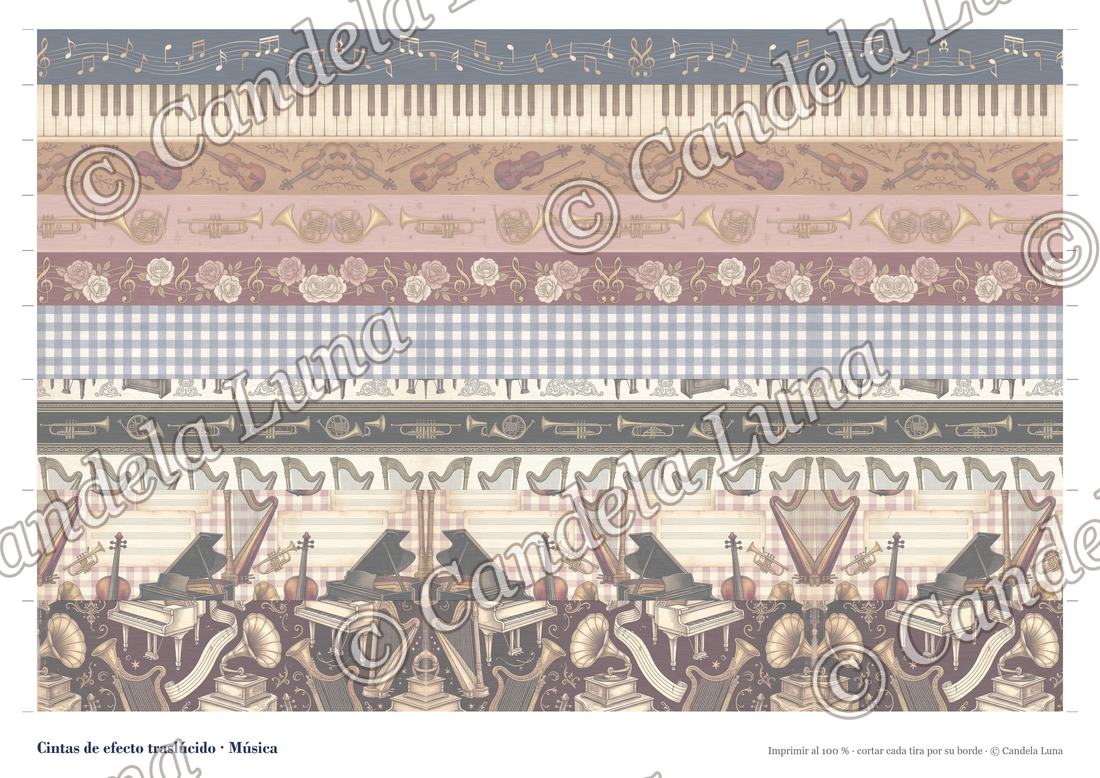 © Candela Luna
© Candela Luna
©
Candela Luna
© Candela Luna
© Candela
Cintas de efecto traslúcido · Música
Imprimir al 100 % · cortar cada tira por su borde · © Candela Luna